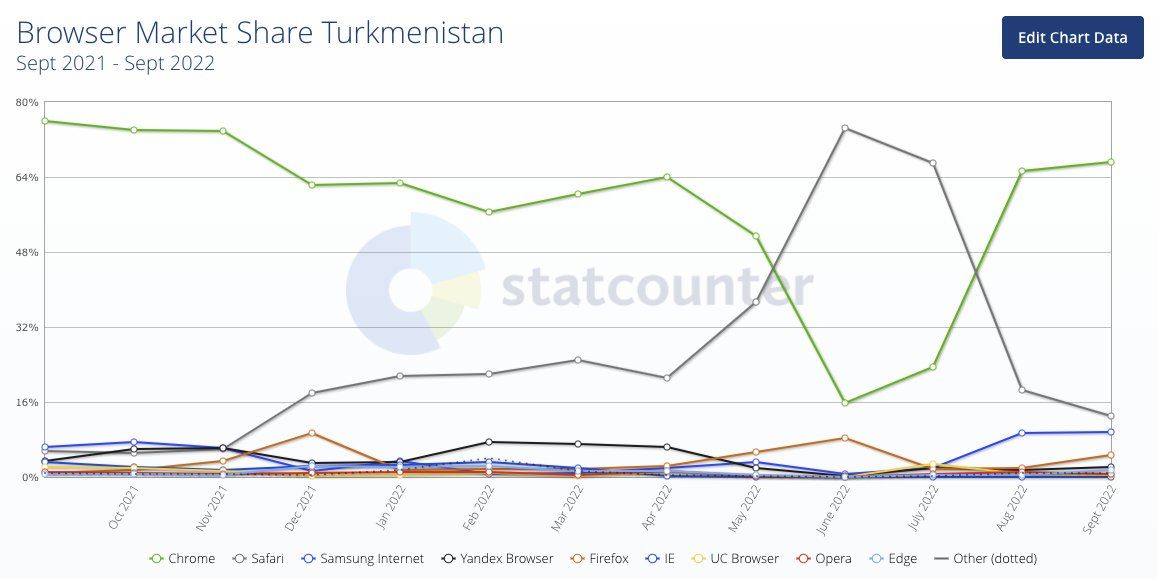 Browser Market Share Turkmenistan
Sept 2021 - Sept 2022
Edit Chart Data
80%
64%
48%
32%
16%
0%
statcounter
Oct 2021
Nov 2021
Dec 2021
Jan 2022
Feb 2022
Mar 2022
Apr 2022
May 2022
June 2022
July 2022
Aug 2022
Sept 2022
Chrome Safari Samsung Internet Yandex Browser Firefox IE UC Browser Opera Edge Other (dotted)